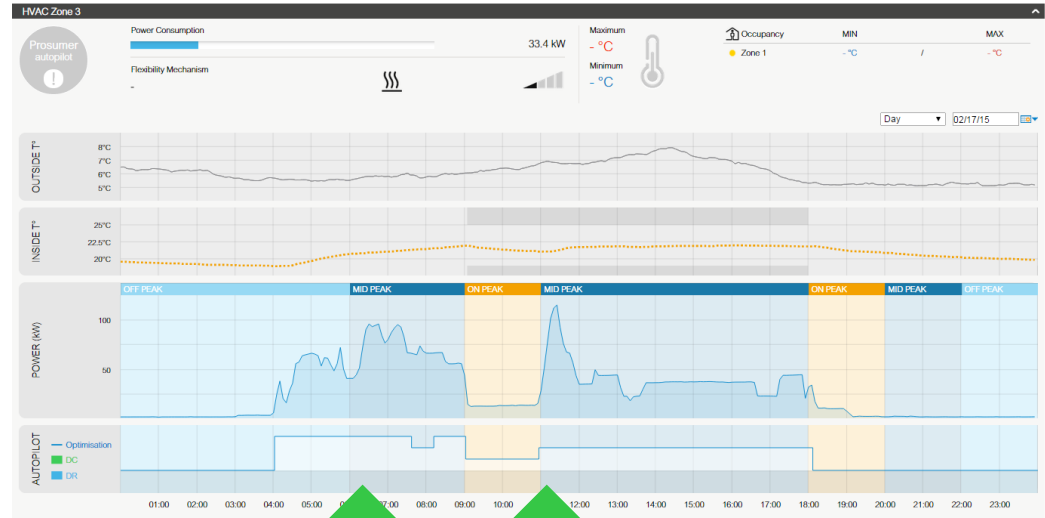 HVAC Zone 3
Prosumer
autopilot
!
Power Consumption
33.4 kW
Flexibility Mechanism
-
Maximum
- °C
Minimum
- °C
Occupancy MIN MAX
Zone 1 - °C / - °C
Day 02/17/15
OUTSIDE T°
8°C
7°C
6°C
5°C
INSIDE T°
25°C
22.5°C
20°C
OFF PEAK MID PEAK ON PEAK MID PEAK ON PEAK MID PEAK OFF PEAK
POWER (kW)
100
50
AUTOPILOT
Optimisation
DC
DR
01:00 02:00 03:00 04:00 05:00 07:00 08:00 09:00 10:00 12:00 13:00 14:00 15:00 16:00 17:00 18:00 19:00 20:00 21:00 22:00 23:00